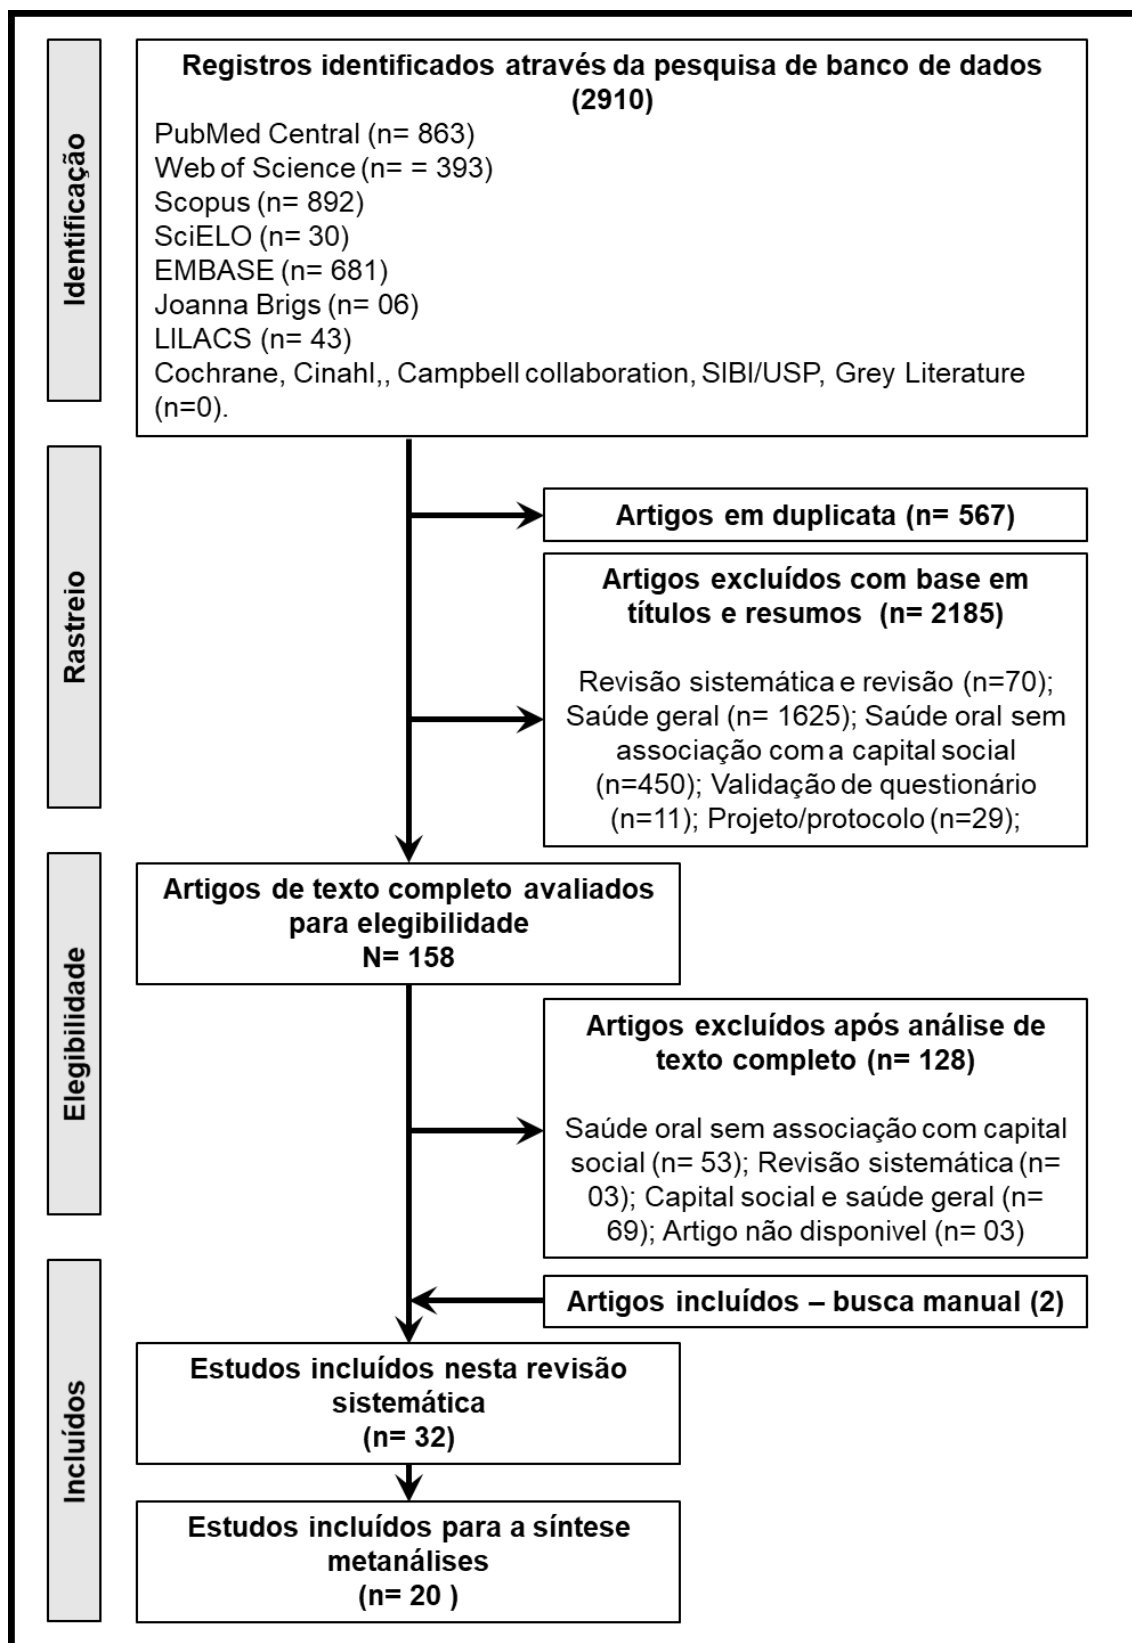 Identificação
Registros identificados através da pesquisa de banco de dados
(2910)
PubMed Central (n= 863)
Web of Science (n= = 393)
Scopus (n= 892)
SciELO (n= 30)
EMBASE (n= 681)
Joanna Brigs (n= 06)
LILACS (n= 43)
Cochrane, Cinahl,, Campbell collaboration, SIBI/USP, Grey Literature
(n=0).
Rastreio
Artigos em duplicata (n= 567)
Artigos excluídos com base em
títulos e resumos (n= 2185)
Revisão sistemática e revisão (n=70);
Saúde geral (n= 1625); Saúde oral sem
associação com a capital social
(n=450); Validação de questionário
(n=11); Projeto/protocolo (n=29);
Elegibilidade
Artigos de texto completo avaliados
para elegibilidade
N= 158
Artigos excluídos após análise de
texto completo (n= 128)
Saúde oral sem associação com capital
social (n= 53); Revisão sistemática (n=
03); Capital social e saúde geral (n=
69); Artigo não disponivel (n= 03)
Incluídos
Artigos incluídos – busca manual (2)
Estudos incluídos nesta revisão
sistemática
(n= 32)
Estudos incluídos para a síntese
metanálises
(n= 20 )